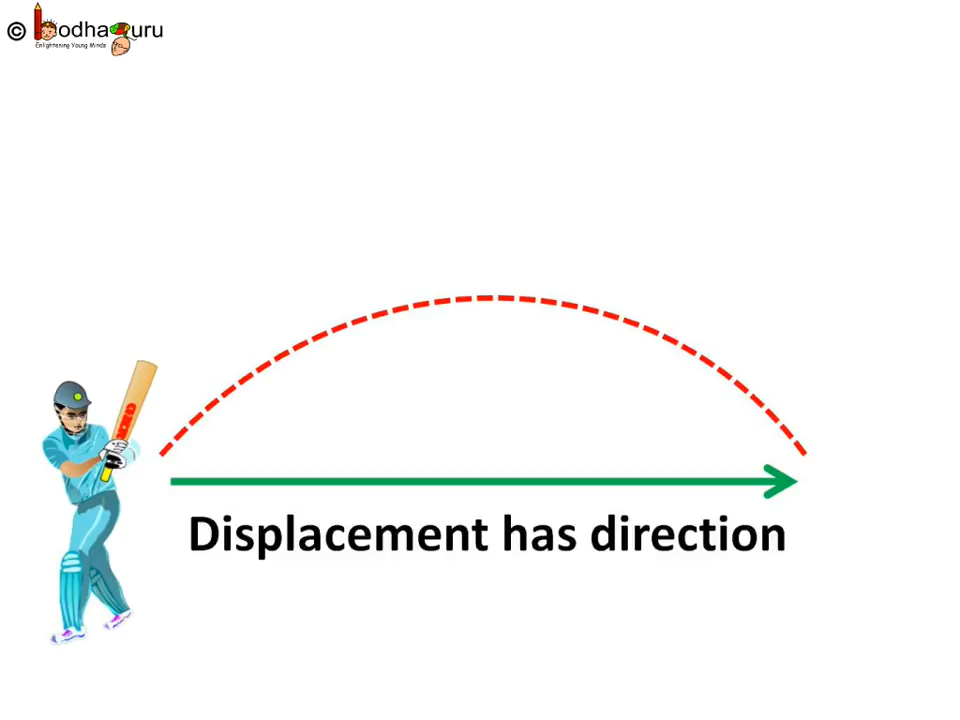 © BodhaGuru
Enlightening Young Minds
Displacement has direction